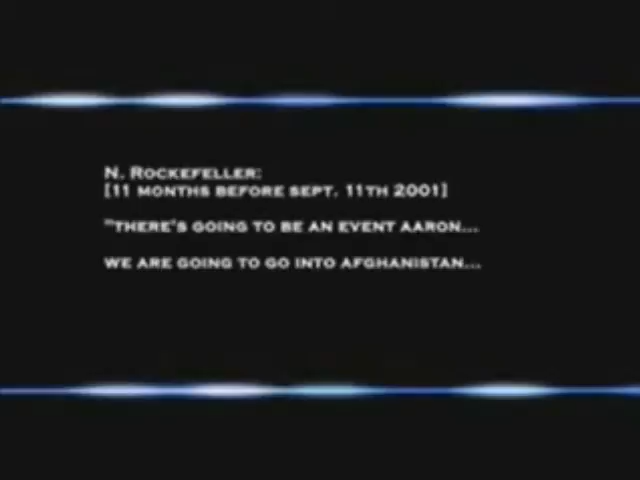 N. ROCKEFELLER:
[11 MONTHS BEFORE SEPT. 11TH 2001]
"THERE'S GOING TO BE AN EVENT AARON...
WE ARE GOING TO GO INTO AFGHANISTAN...